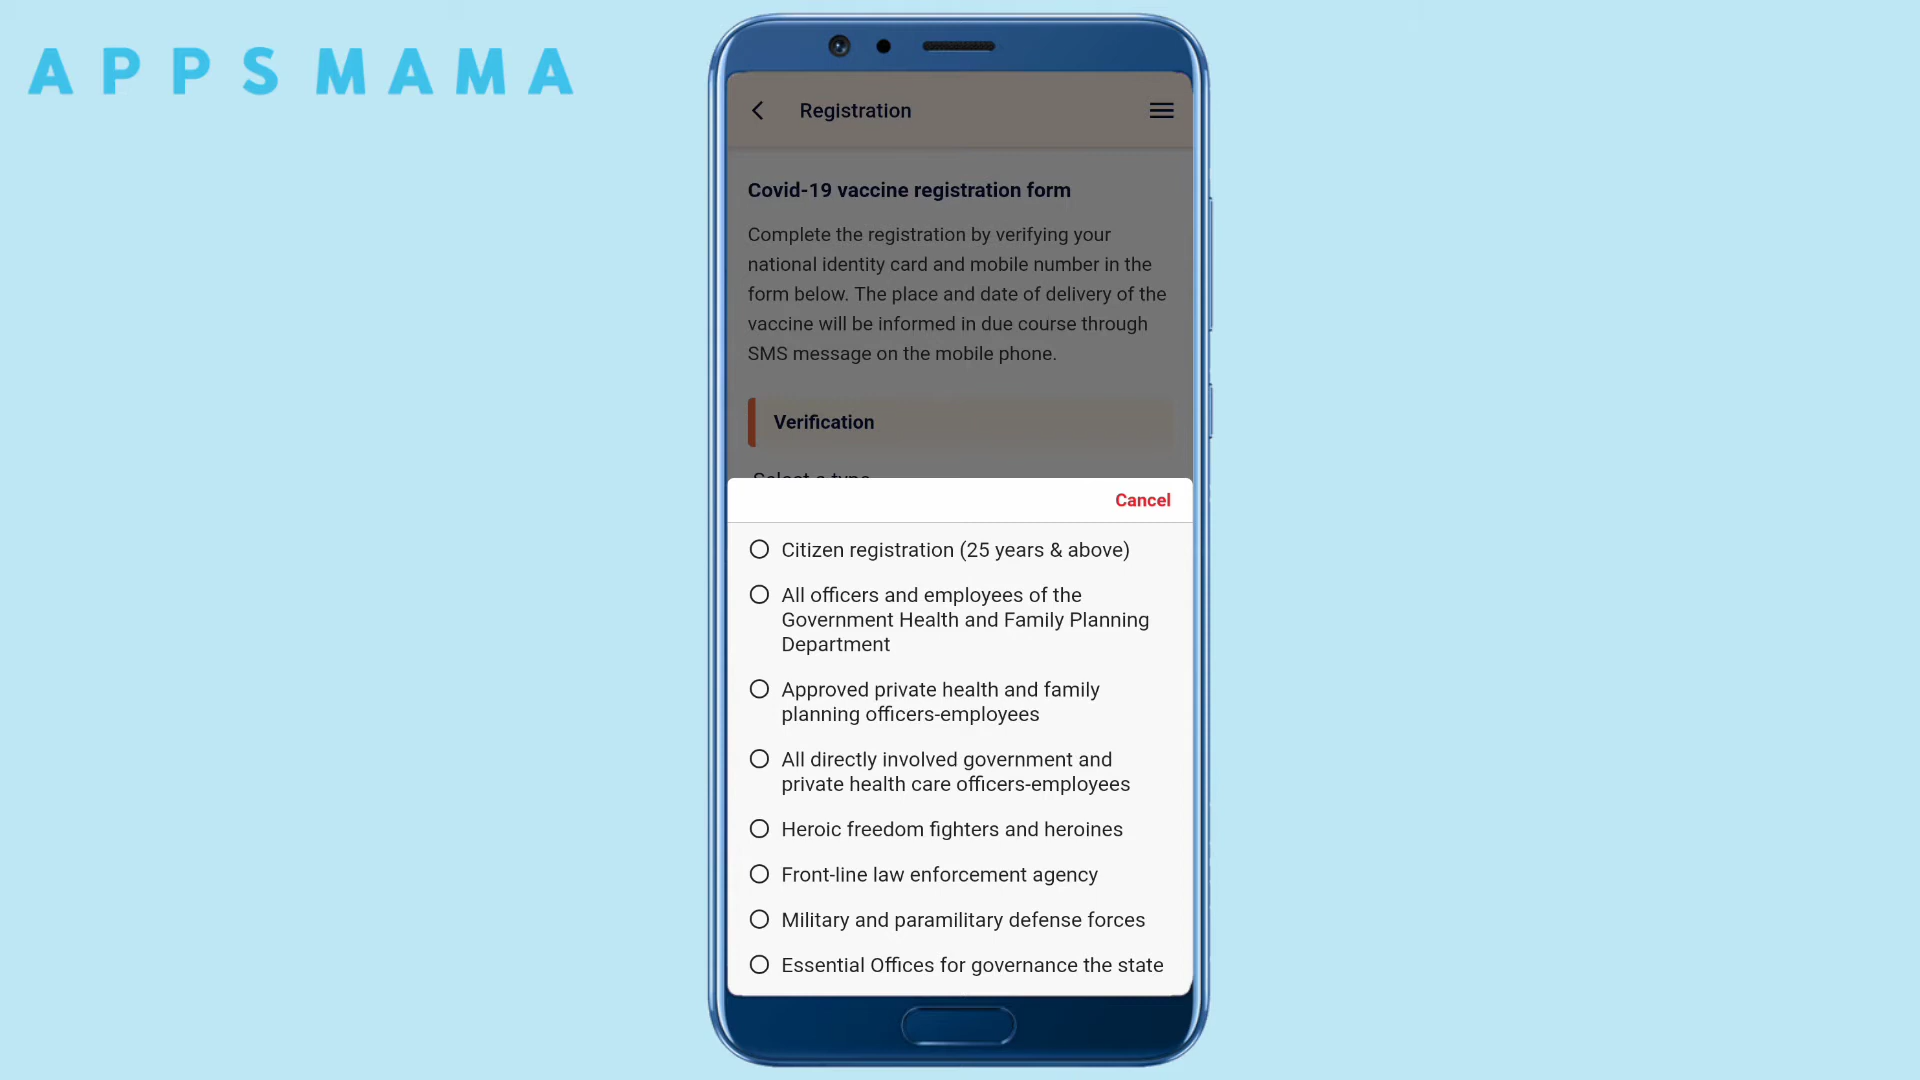 APPSMAMA
Registration
Covid-19 vaccine registration form
Complete the registration by verifying your
national identity card and mobile number in the
form below. The place and date of delivery of the
vaccine will be informed in due course through
SMS message on the mobile phone.
Verification
Select a type
Cancel
Citizen registration (25 years & above)
All officers and employees of the
Government Health and Family Planning
Department
Approved private health and family
planning officers-employees
All directly involved government and
private health care officers-employees
Heroic freedom fighters and heroines
Front-line law enforcement agency
Military and paramilitary defense forces
Essential Offices for governance the state